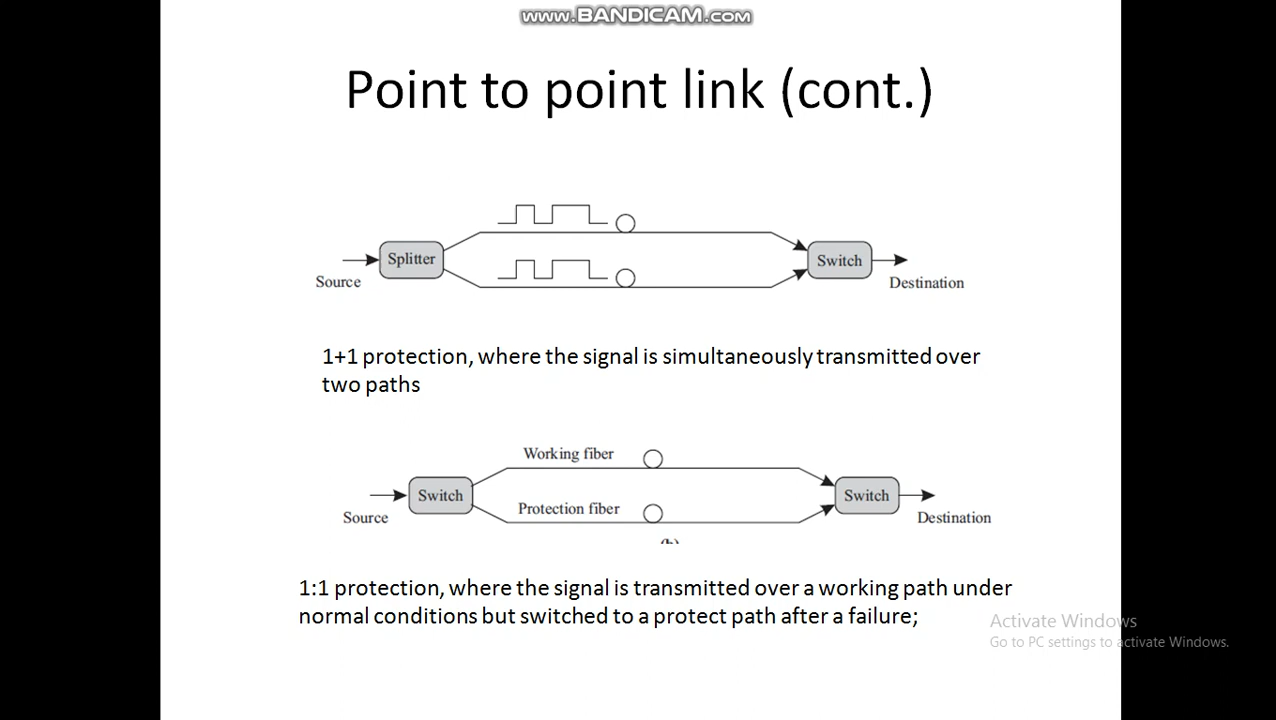 www.BANDICAM.com
Point to point link (cont.)
Splitter
Switch
Source
Destination
1+1 protection, where the signal is simultaneously transmitted over
two paths
Working fiber
Switch
Protection fiber
Switch
Source
Destination
1:1 protection, where the signal is transmitted over a working path under
normal conditions but switched to a protect path after a failure;
Activate Windows
Go to PC settings to activate Windows.